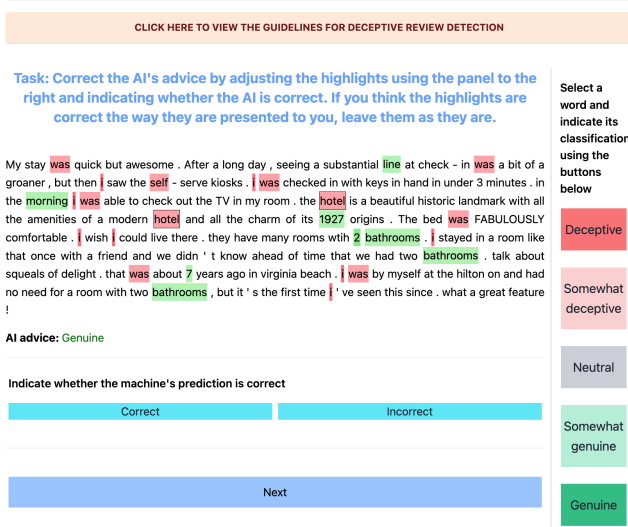 CLICK HERE TO VIEW THE GUIDELINES FOR DECEPTIVE REVIEW DETECTION
Task: Correct the AI's advice by adjusting the highlights using the panel to the
right and indicating whether the AI is correct. If you think the highlights are
correct the way they are presented to you, leave them as they are.
My stay was quick but awesome . After a long day , seeing a substantial line at check - in was a bit of a
groaner , but then i saw the self - serve kiosks . i was checked in with keys in hand in under 3 minutes . in
the morning i was able to check out the TV in my room . the hotel is a beautiful historic landmark with all
the amenities of a modern hotel and all the charm of its 1927 origins . The bed was FABULOUSLY
comfortable . i wish i could live there . they have many rooms wtih 2 bathrooms . i stayed in a room like
that once with a friend and we didn ' t know ahead of time that we had two bathrooms . talk about
squeals of delight . that was about 7 years ago in virginia beach . i was by myself at the hilton on and had
no need for a room with two bathrooms , but it ' s the first time i ' ve seen this since . what a great feature
!
AI advice: Genuine
Indicate whether the machine's prediction is correct
Correct
Incorrect
Next
Select a
word and
indicate its
classification
using the
buttons
below
Deceptive
Somewhat
deceptive
Neutral
Somewhat
genuine
Genuine